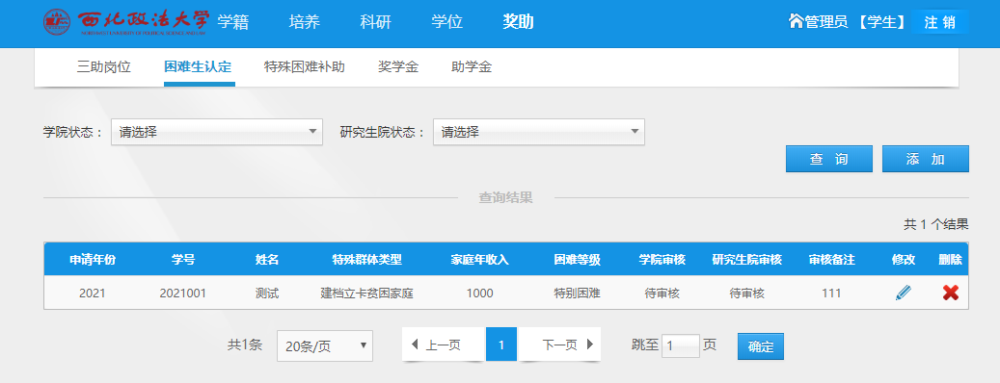 西北政法大学 学籍 培养 科研 学位 奖助 管理员 【学生】 注 销
NORTHWEST UNIVERSITY OF POLITICAL SCIENCE AND LAW
三助岗位 困难生认定 特殊困难补助 奖学金 助学金
学院状态： 请选择 研究生院状态： 请选择
查 询 添 加
查询结果
共 1 个结果
申请年份 学号 姓名 特殊群体类型 家庭年收入 困难等级 学院审核 研究生院审核 审核备注 修改 删除
2021 2021001 测试 建档立卡贫困家庭 1000 特别困难 待审核 待审核 111
共1条 20条/页 上一页 1 下一页 跳至 1 页 确定